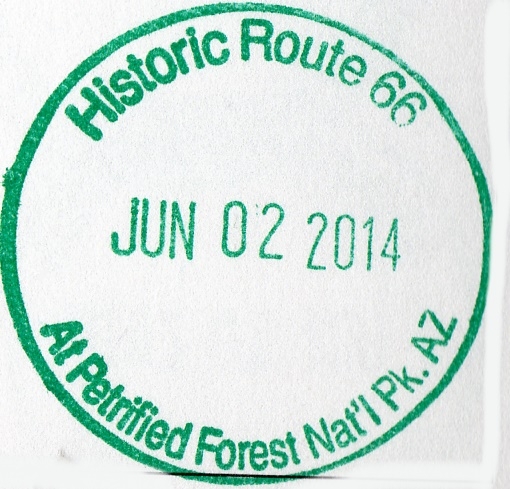 Historic Route 66
JUN 02 2014
At Petrified Forest Nat'l Pk. AZ